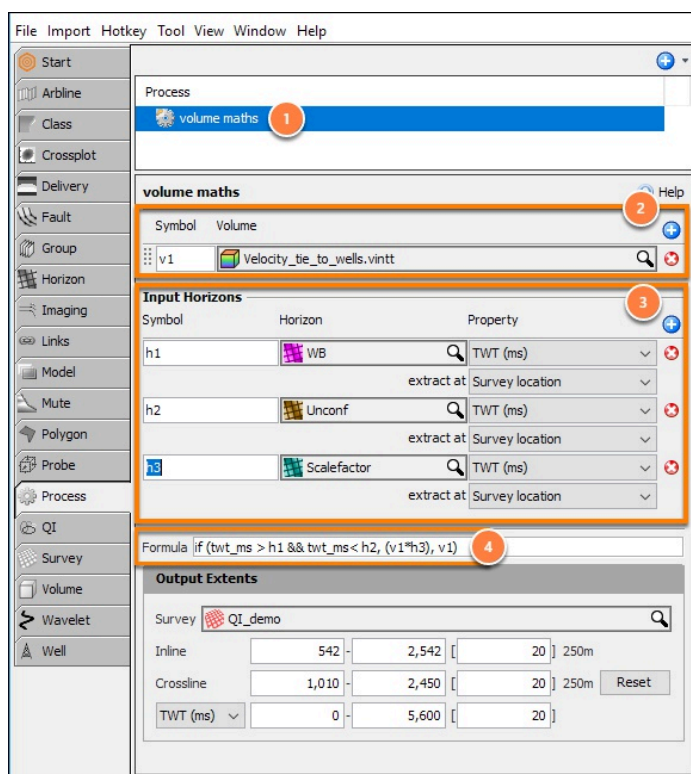 File Import Hotkey Tool View Window Help
Start
Arbline
Class
Crossplot
Delivery
Fault
Group
Horizon
Imaging
Links
Model
Mute
Polygon
Probe
Process
QI
Survey
Volume
Wavelet
Well
Process
volume maths 1
volume maths Help
2
Symbol Volume
v1 Velocity_tie_to_wells.vintt
Input Horizons 3
Symbol Horizon Property
h1 WB TWT (ms)
extract at Survey location
h2 Unconf TWT (ms)
extract at Survey location
h3 Scalefactor TWT (ms)
extract at Survey location
Formula if (twt_ms > h1 && twt_ms< h2, (v1*h3), v1) 4
Output Extents
Survey QI_demo
Inline 542 - 2,542 [ 20 ] 250m
Crossline 1,010 - 2,450 [ 20 ] 250m Reset
TWT (ms) 0 - 5,600 [ 20 ]